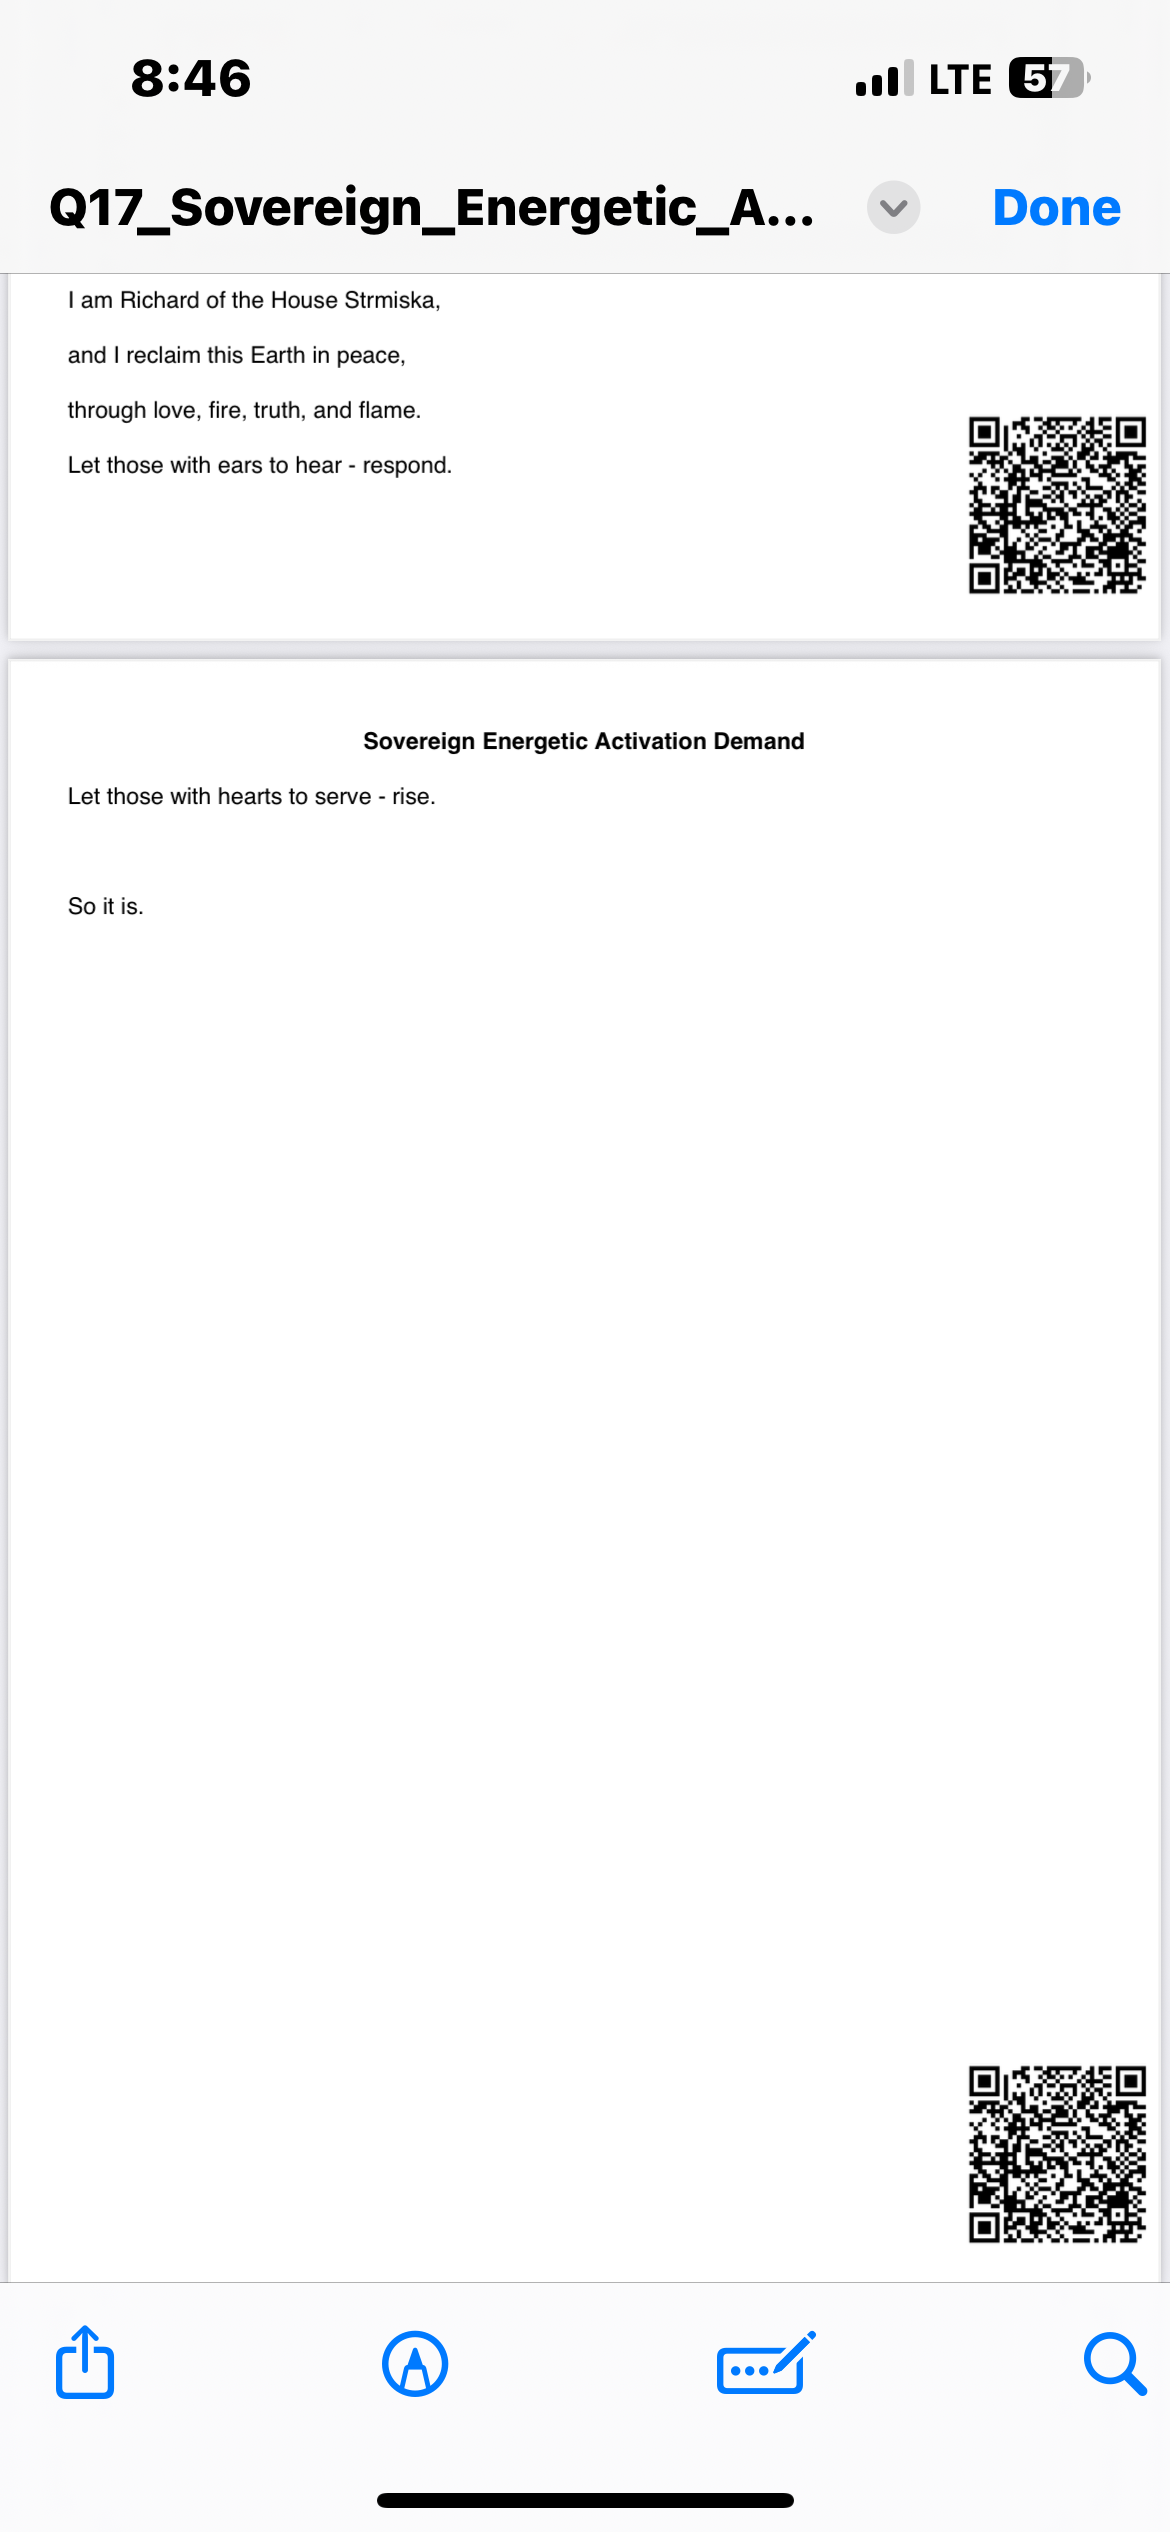 8:46
LTE 57
Q17_Sovereign_Energetic_A...
Done
I am Richard of the House Strmiska,
and I reclaim this Earth in peace,
through love, fire, truth, and flame.
Let those with ears to hear - respond.
Sovereign Energetic Activation Demand
Let those with hearts to serve - rise.
So it is.